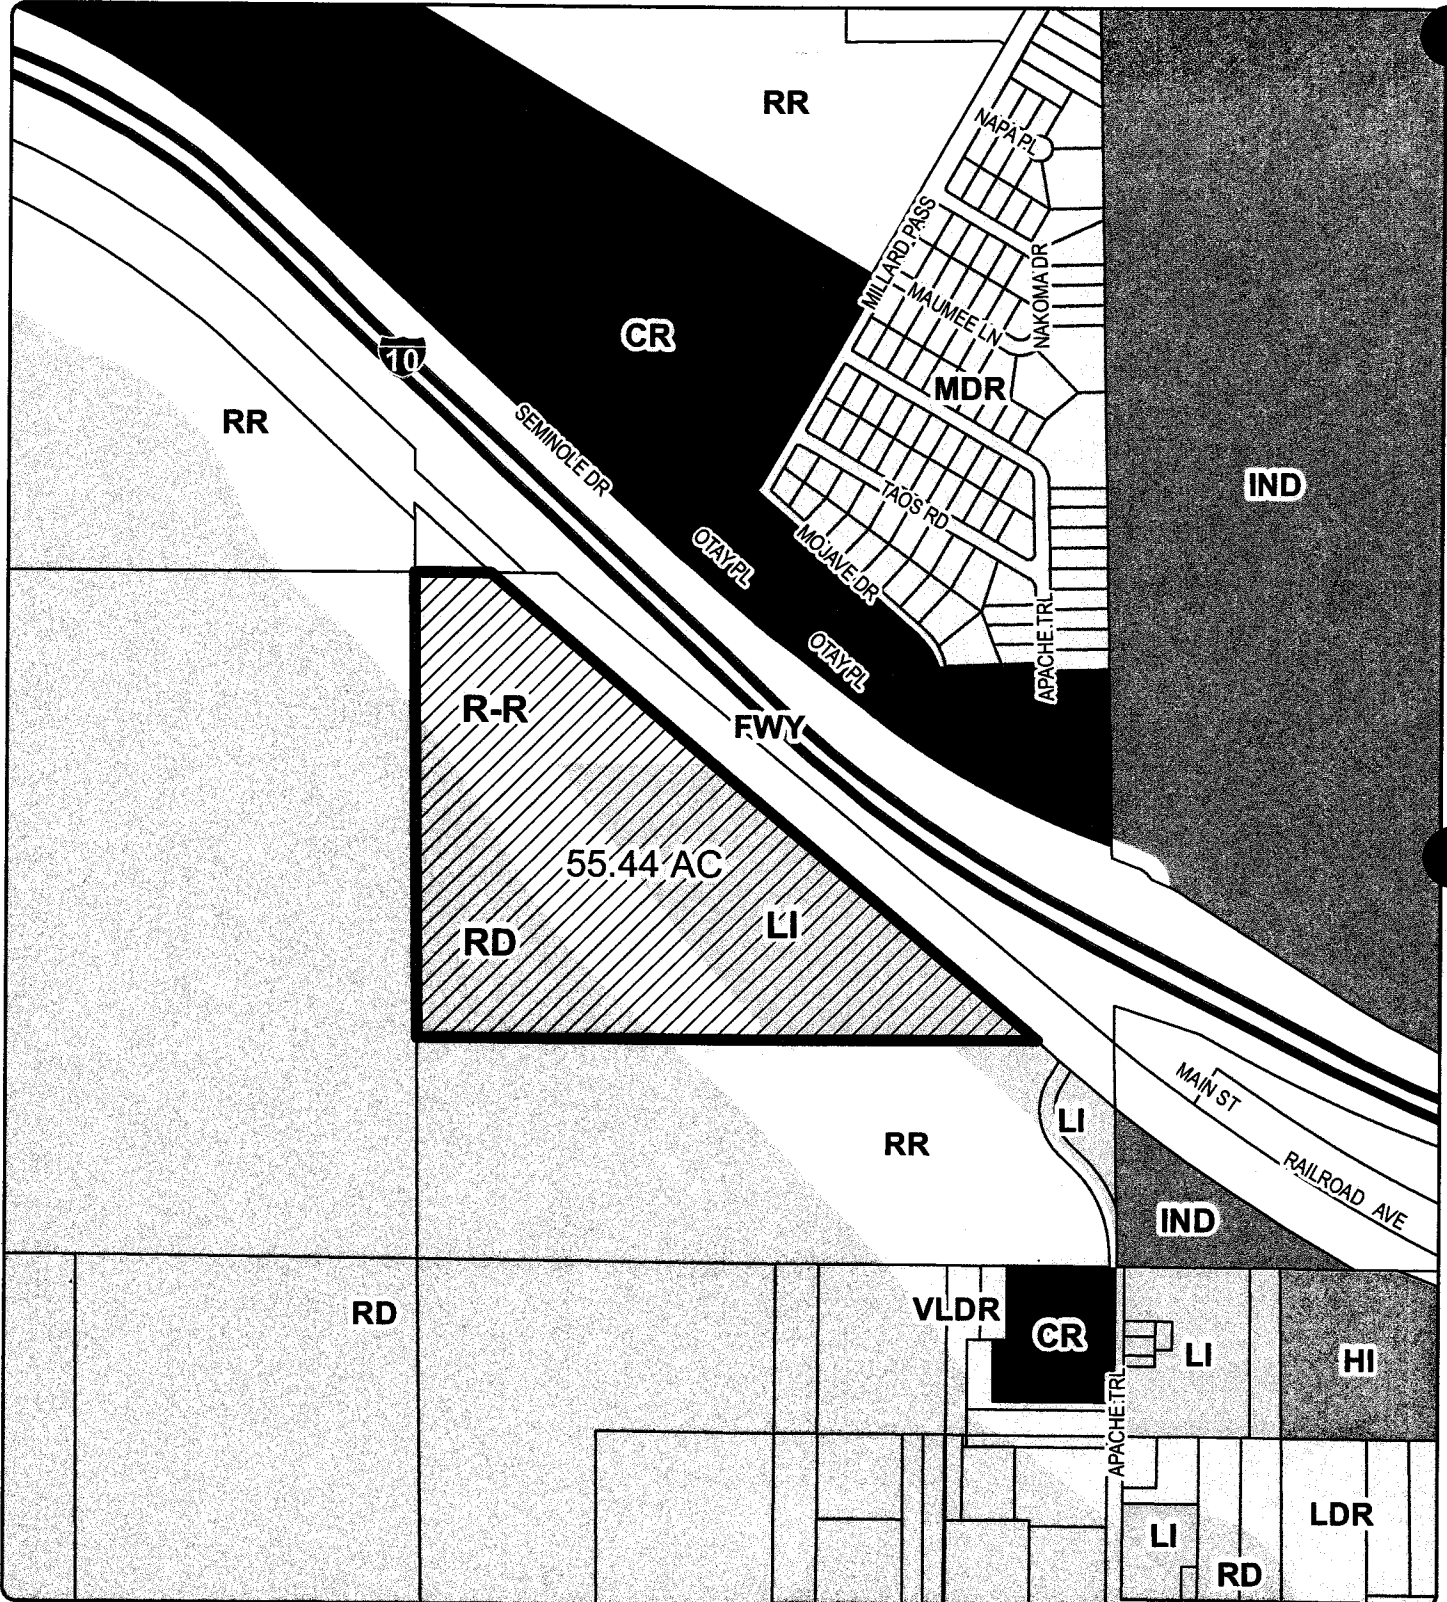 RR
NAPA PL
MILLARD PASS
NAKOMA DR
MAUMEE LN
CR
10
MDR
RR
SEMINOLE DR
IND
TAOS RD
OTAY PL
MOJAVE DR
APACHE TRL
OTAY PL
R-R
FWY
55.44 AC
LI
RD
MAIN ST
LI
RR
RAILROAD AVE
IND
RD
VLDR
CR
LI
HI
APACHE TRL
LDR
LI
RD